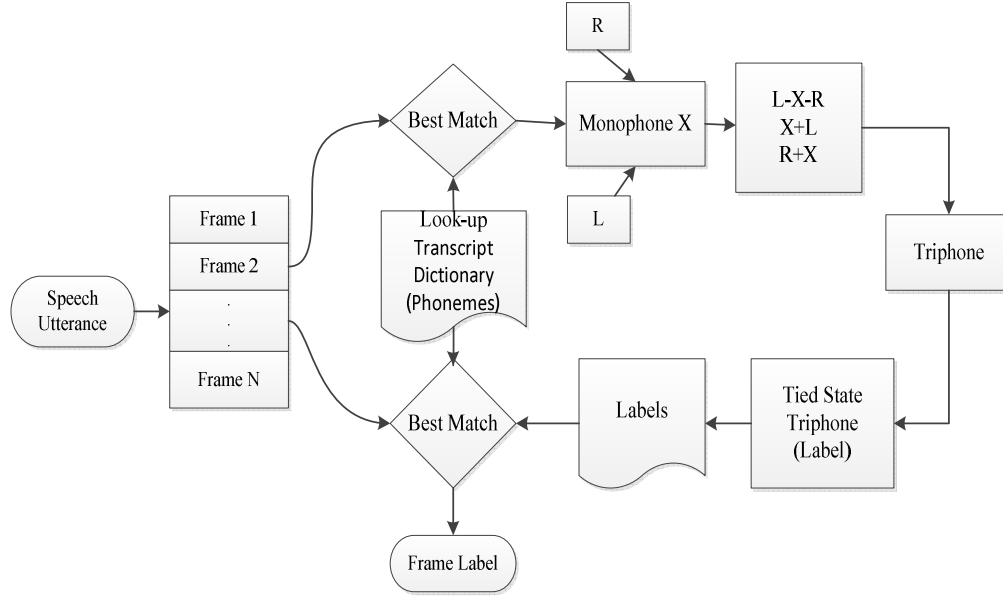 R
Best Match
Monophone X
L-X-R
X+L
R+X
L
Frame 1
Frame 2
.
.
.
Frame N
Speech
Utterance
Look-up
Transcript
Dictionary
(Phonemes)
Triphone
Best Match
Labels
Tied State
Triphone
(Label)
Frame Label